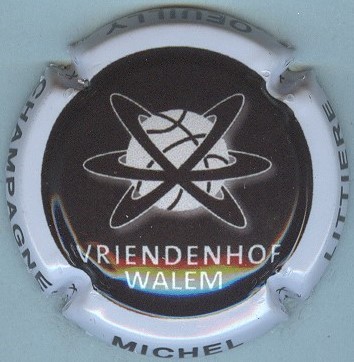 VRIENDENHOF
WALEM
CHAMPAGNE
MICHEL
LITTIERE
OEUILLY